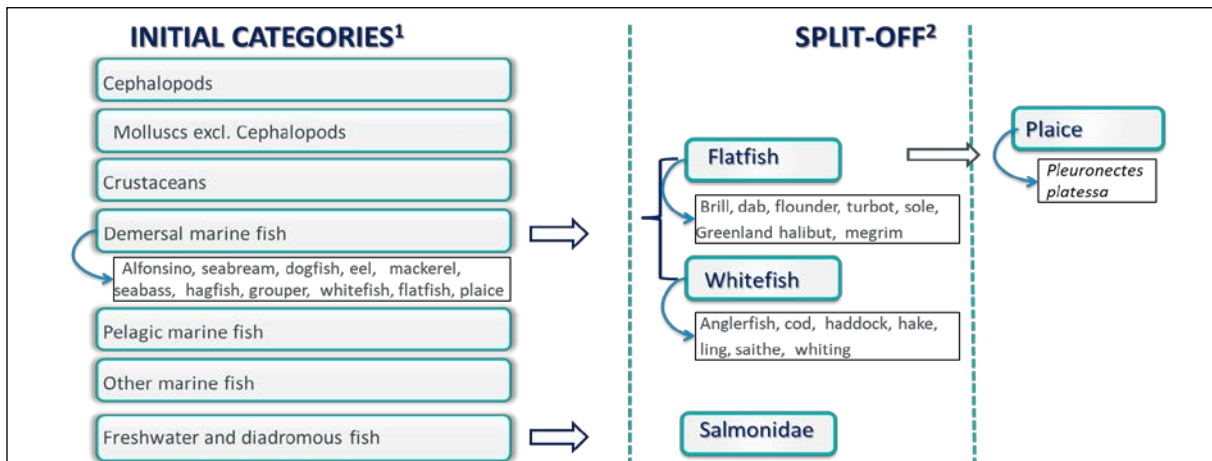 INITIAL CATEGORIES¹
Cephalopods
Molluscs excl. Cephalopods
Crustaceans
Demersal marine fish
Alfonsino, seabream, dogfish, eel, mackerel,
seabass, hagfish, grouper, whitefish, flatfish, plaice
Pelagic marine fish
Other marine fish
Freshwater and diadromous fish
SPLIT-OFF²
Flatfish
Brill, dab, flounder, turbot, sole,
Greenland halibut, megrim
Whitefish
Anglerfish, cod, haddock, hake,
ling, saithe, whiting
Salmonidae
Plaice
Pleuronectes
platessa